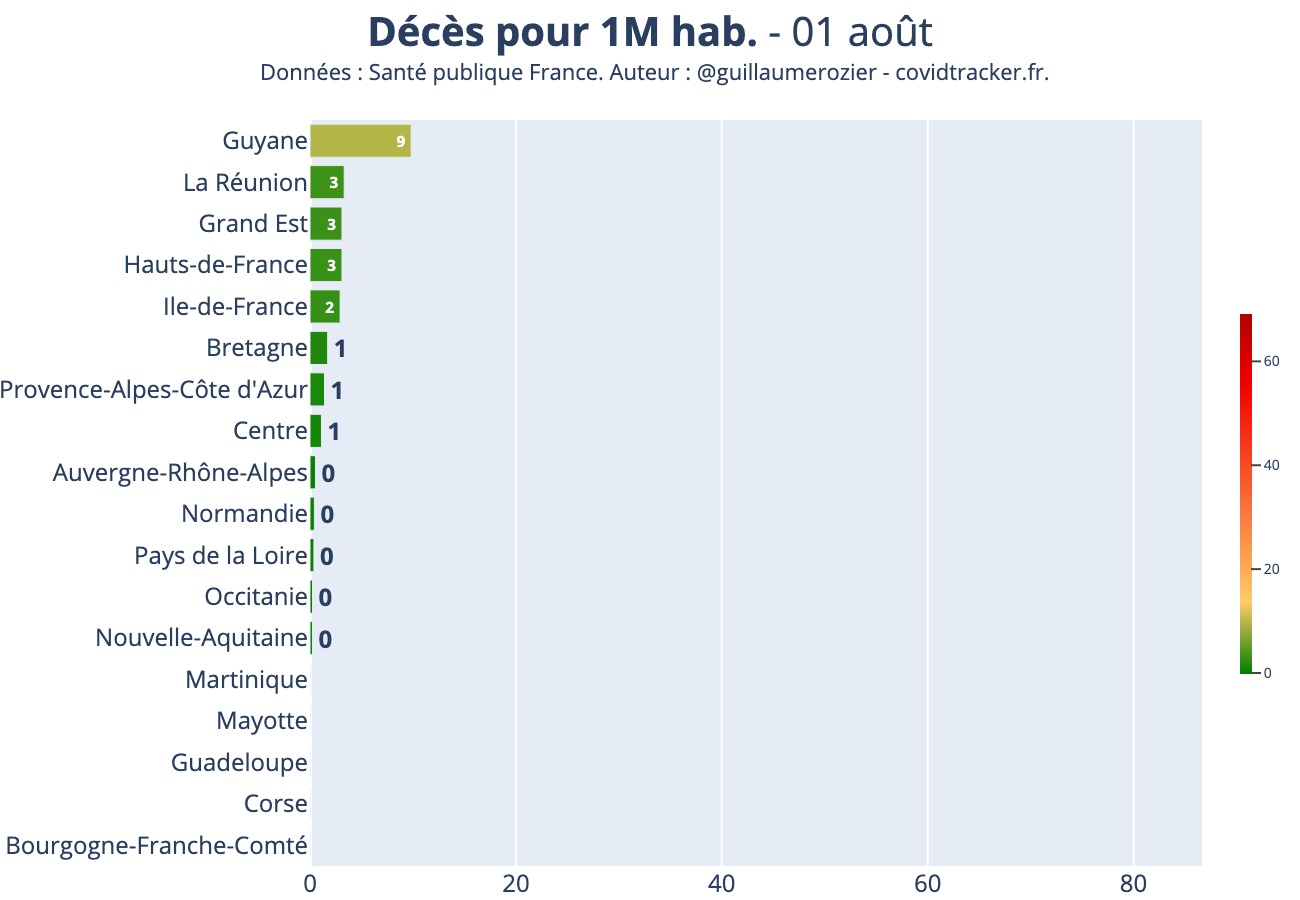 Décès pour 1M hab. - 01 août
Données : Santé publique France. Auteur : @guillaumerozier - covidtracker.fr.
Guyane 9
La Réunion 3
Grand Est 3
Hauts-de-France 3
Ile-de-France 2
Bretagne 1
Provence-Alpes-Côte d'Azur 1
Centre 1
Auvergne-Rhône-Alpes 0
Normandie 0
Pays de la Loire 0
Occitanie 0
Nouvelle-Aquitaine 0
Martinique
Mayotte
Guadeloupe
Corse
Bourgogne-Franche-Comté
0 20 40 60 80
60
40
20
0